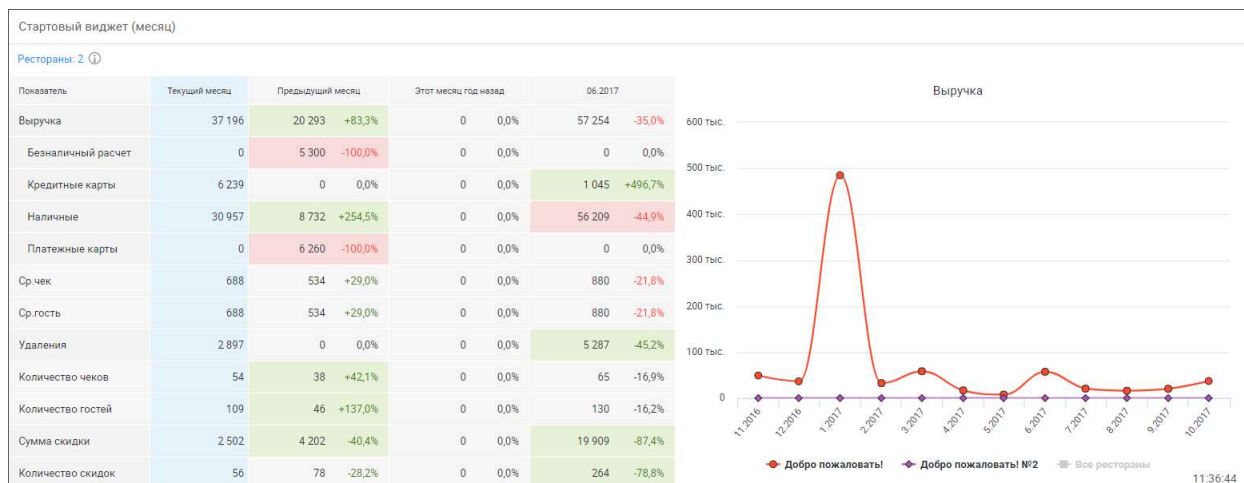 Стартовый виджет (месяц)
Рестораны: 2
Показатель Текущий месяц Предыдущий месяц Этот месяц год назад 06.2017
Выручка 37 196 20 293 +83,3% 0 0,0% 57 254 -35,0%
Безналичный расчет 0 5 300 -100,0% 0 0,0% 0 0,0%
Кредитные карты 6 239 0 0,0% 0 0,0% 1 045 +496,7%
Наличные 30 957 8 732 +254,5% 0 0,0% 56 209 -44,9%
Платежные карты 0 6 260 -100,0% 0 0,0% 0 0,0%
Ср.чек 688 534 +29,0% 0 0,0% 880 -21,8%
Ср.гость 688 534 +29,0% 0 0,0% 880 -21,8%
Удаления 2 897 0 0,0% 0 0,0% 5 287 -45,2%
Количество чеков 54 38 +42,1% 0 0,0% 65 -16,9%
Количество гостей 109 46 +137,0% 0 0,0% 130 -16,2%
Сумма скидки 2 502 4 202 -40,4% 0 0,0% 19 909 -87,4%
Количество скидок 56 78 -28,2% 0 0,0% 264 -78,8%
Выручка
600 тыс.
500 тыс.
400 тыс.
300 тыс.
200 тыс.
100 тыс.
0
11.2016 12.2016 1.2017 2.2017 3.2017 4.2017 5.2017 6.2017 7.2017 8.2017 9.2017 10.2017
Добро пожаловать! Добро пожаловать! №2 Все рестораны
11:36:44